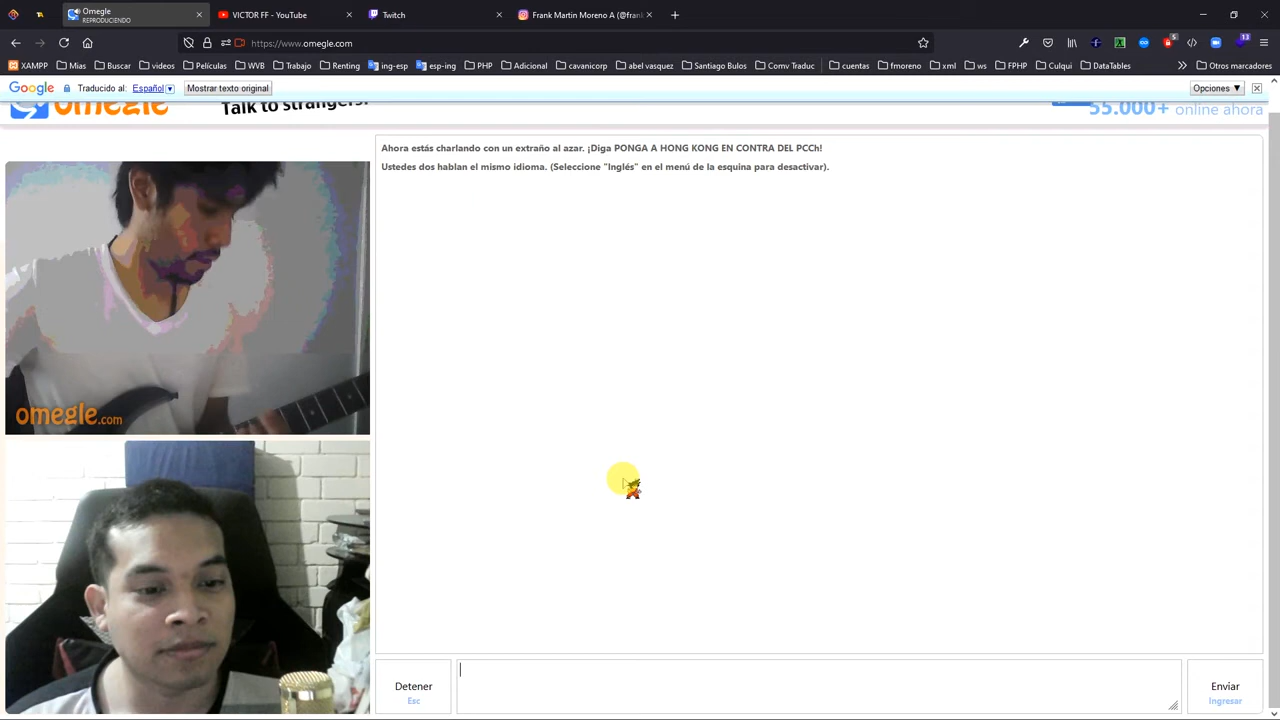 Omegle
REPRODUCIENDO
VICTOR FF - YouTube
Twitch
Frank Martin Moreno A (@fran
https://www.omegle.com
5
13
XAMPP
Mias
Buscar
videos
Películas
WVB
Trabajo
Renting
ing-esp
esp-ing
PHP
Adicional
cavanicorp
abel vasquez
Santiago Bulos
Comv Traduc
cuentas
fmoreno
xml
ws
FPHP
Culqui
DataTables
Otros marcadores
Google
Traducido al:
Español
Mostrar texto original
Opciones ▼
omegle
Talk to strangers!
55.000+ online ahora
Ahora estás charlando con un extraño al azar. ¡Diga PONGA A HONG KONG EN CONTRA DEL PCCh!
Ustedes dos hablan el mismo idioma. (Seleccione "Inglés" en el menú de la esquina para desactivar).
omegle.com
Detener
Esc
Enviar
Ingresar